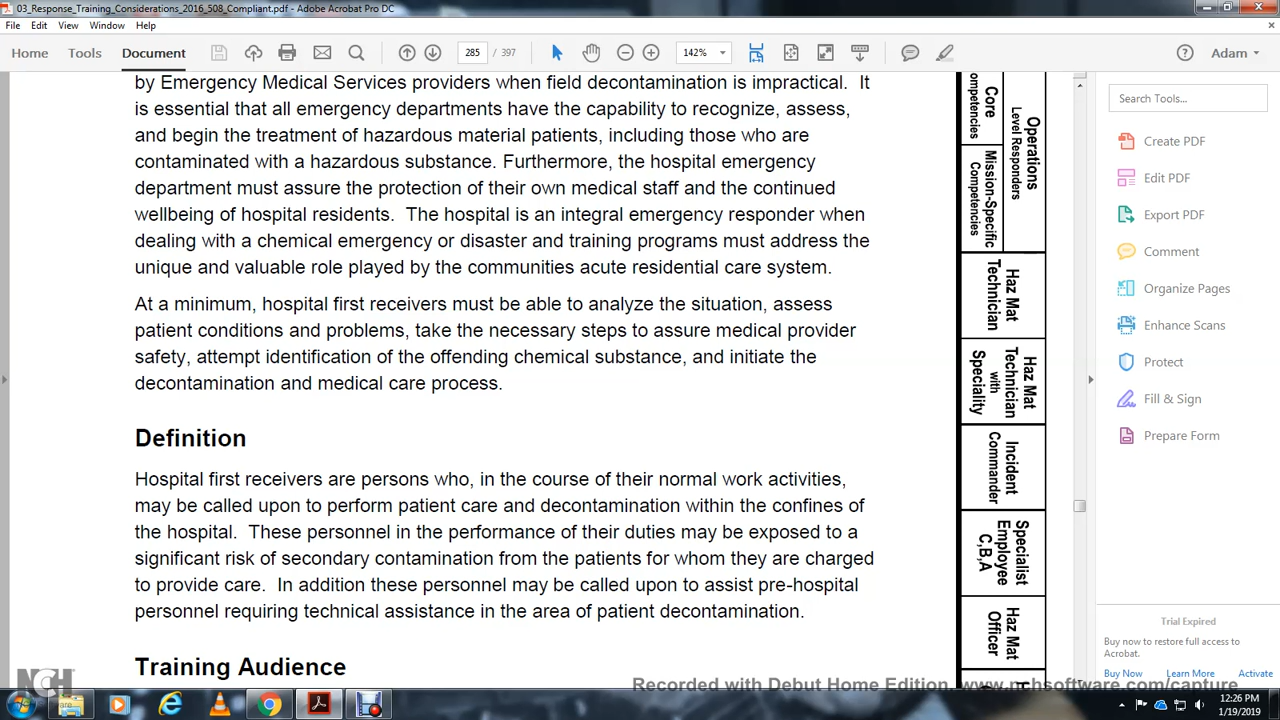 03_Response_Training_Considerations_2016_508_Compliant.pdf - Adobe Acrobat Pro DC
File Edit View Window Help
Home Tools Document 285 / 397 142% Adam
by Emergency Medical Services providers when field decontamination is impractical. It
is essential that all emergency departments have the capability to recognize, assess,
and begin the treatment of hazardous material patients, including those who are
contaminated with a hazardous substance. Furthermore, the hospital emergency
department must assure the protection of their own medical staff and the continued
wellbeing of hospital residents. The hospital is an integral emergency responder when
dealing with a chemical emergency or disaster and training programs must address the
unique and valuable role played by the communities acute residential care system.
At a minimum, hospital first receivers must be able to analyze the situation, assess
patient conditions and problems, take the necessary steps to assure medical provider
safety, attempt identification of the offending chemical substance, and initiate the
decontamination and medical care process.
Definition
Hospital first receivers are persons who, in the course of their normal work activities,
may be called upon to perform patient care and decontamination within the confines of
the hospital. These personnel in the performance of their duties may be exposed to a
significant risk of secondary contamination from the patients for whom they are charged
to provide care. In addition these personnel may be called upon to assist pre-hospital
personnel requiring technical assistance in the area of patient decontamination.
Training Audience
Operations
Level Responders
Core
Competencies
Mission-Specific
Competencies
Haz Mat
Technician
Haz Mat
Technician
with
Speciality
Incident
Commander
Specialist
Employee
C,B,A
Haz Mat
Officer
Search Tools...
Create PDF
Edit PDF
Export PDF
Comment
Organize Pages
Enhance Scans
Protect
Fill & Sign
Prepare Form
Trial Expired
Buy now to restore full access to
Acrobat.
Buy Now Learn More Activate
NCH
Recorded with Debut Home Edition. www.nchsoftware.com/capture
12:26 PM
1/19/2019